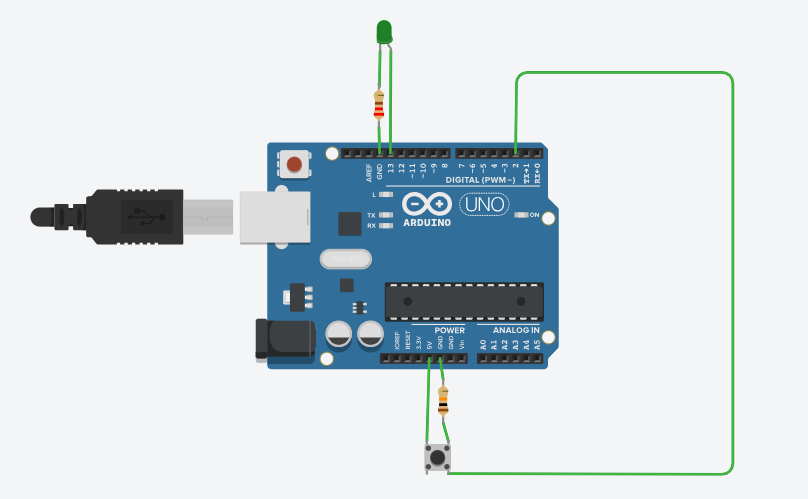 AREF
GND
13
12
~11
~10
~9
8
7
~6
~5
4
~3
2
TX→1
RX←0
DIGITAL (PWM~)
L
TX
RX
ARDUINO
UNO
ON
POWER
ANALOG IN
IOREF
RESET
3.3V
5V
GND
GND
Vin
A0
A1
A2
A3
A4
A5